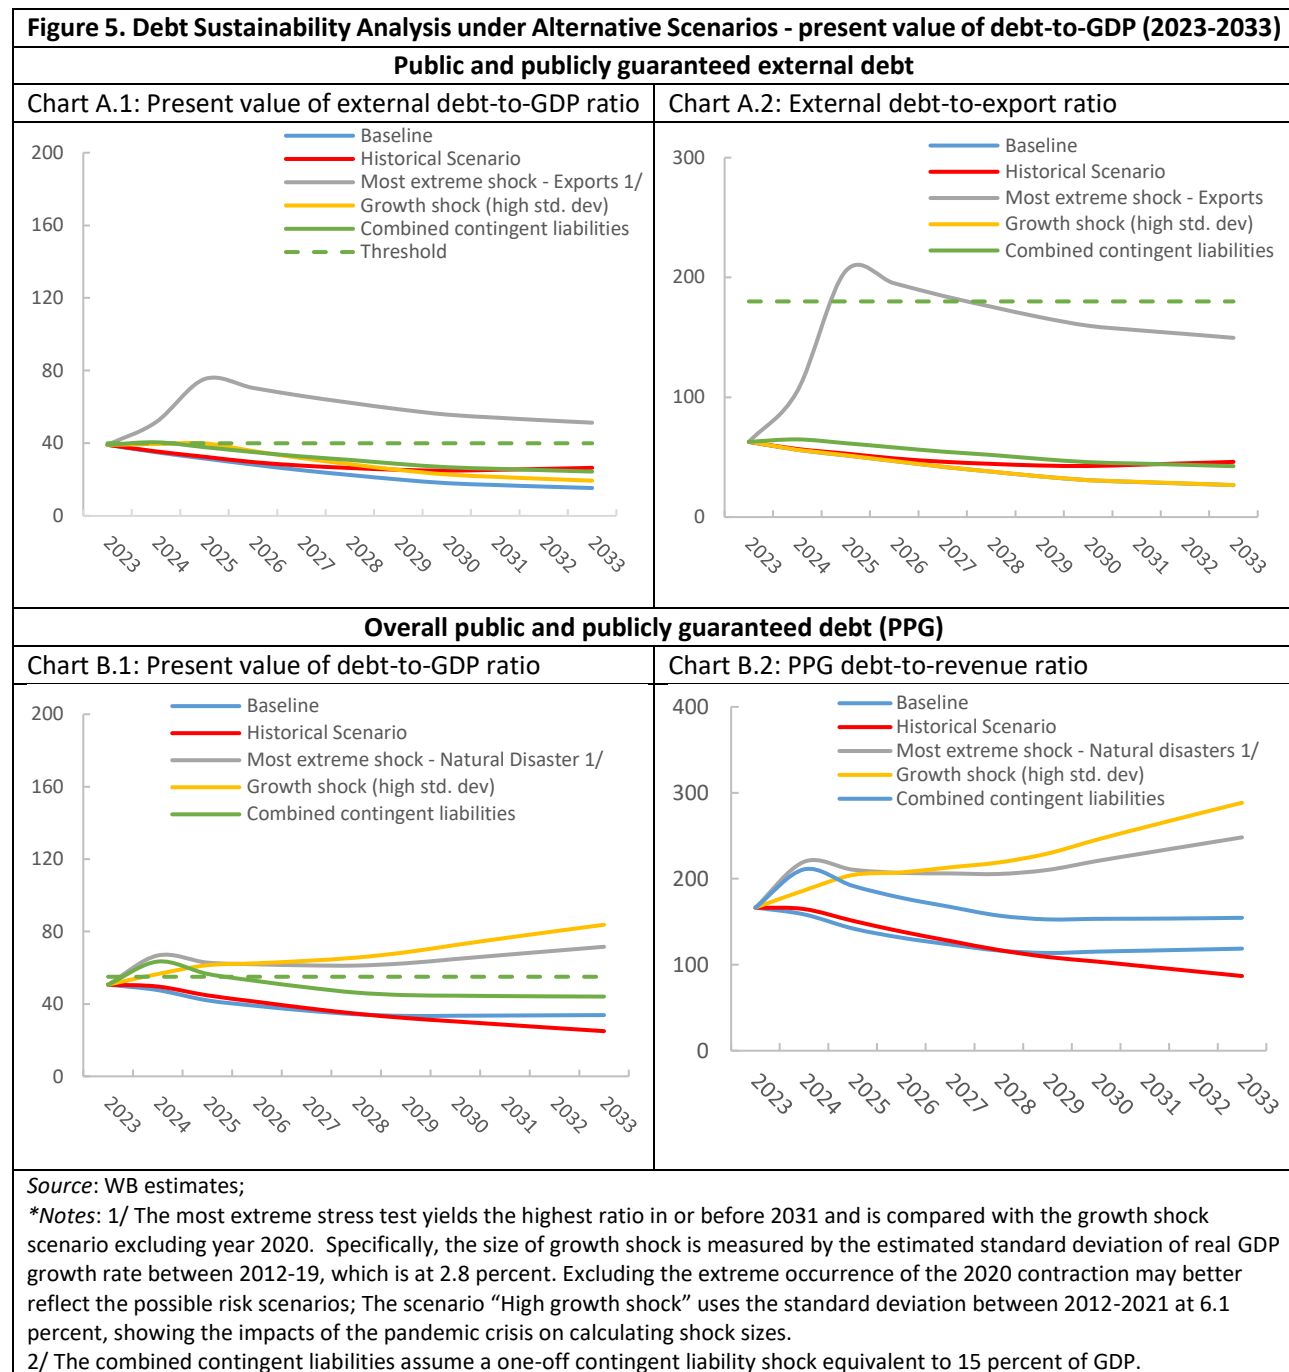 Figure 5. Debt Sustainability Analysis under Alternative Scenarios - present value of debt-to-GDP (2023-2033)
Public and publicly guaranteed external debt
Chart A.1: Present value of external debt-to-GDP ratio
Baseline
Historical Scenario
Most extreme shock - Exports 1/
Growth shock (high std. dev)
Combined contingent liabilities
Threshold
200
160
120
80
40
0
2023
2024
2025
2026
2027
2028
2029
2030
2031
2032
2033
Chart A.2: External debt-to-export ratio
Baseline
Historical Scenario
Most extreme shock - Exports
Growth shock (high std. dev)
Combined contingent liabilities
300
200
100
0
2023
2024
2025
2026
2027
2028
2029
2030
2031
2032
2033
Overall public and publicly guaranteed debt (PPG)
Chart B.1: Present value of debt-to-GDP ratio
Baseline
Historical Scenario
Most extreme shock - Natural Disaster 1/
Growth shock (high std. dev)
Combined contingent liabilities
200
160
120
80
40
0
2023
2024
2025
2026
2027
2028
2029
2030
2031
2032
2033
Chart B.2: PPG debt-to-revenue ratio
Baseline
Historical Scenario
Most extreme shock - Natural disasters 1/
Growth shock (high std. dev)
Combined contingent liabilities
400
300
200
100
0
2023
2024
2025
2026
2027
2028
2029
2030
2031
2032
2033
Source: WB estimates;
*Notes: 1/ The most extreme stress test yields the highest ratio in or before 2031 and is compared with the growth shock
scenario excluding year 2020.  Specifically, the size of growth shock is measured by the estimated standard deviation of real GDP
growth rate between 2012-19, which is at 2.8 percent. Excluding the extreme occurrence of the 2020 contraction may better
reflect the possible risk scenarios; The scenario “High growth shock” uses the standard deviation between 2012-2021 at 6.1
percent, showing the impacts of the pandemic crisis on calculating shock sizes.
2/ The combined contingent liabilities assume a one-off contingent liability shock equivalent to 15 percent of GDP.